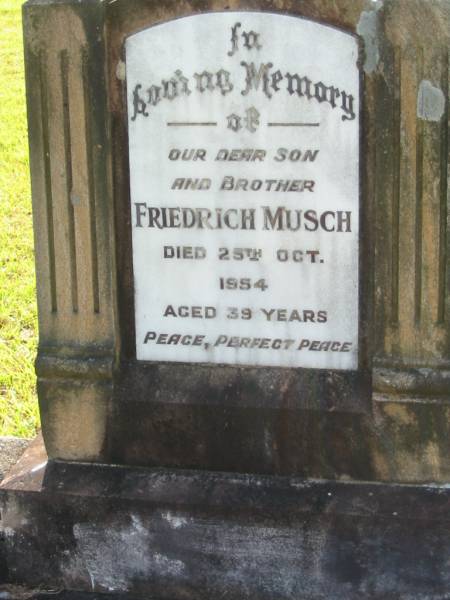 In
Loving Memory
of
OUR DEAR SON
AND BROTHER
FRIEDRICH MUSCH
DIED 25TH OCT.
1954
AGED 39 YEARS
PEACE, PERFECT PEACE